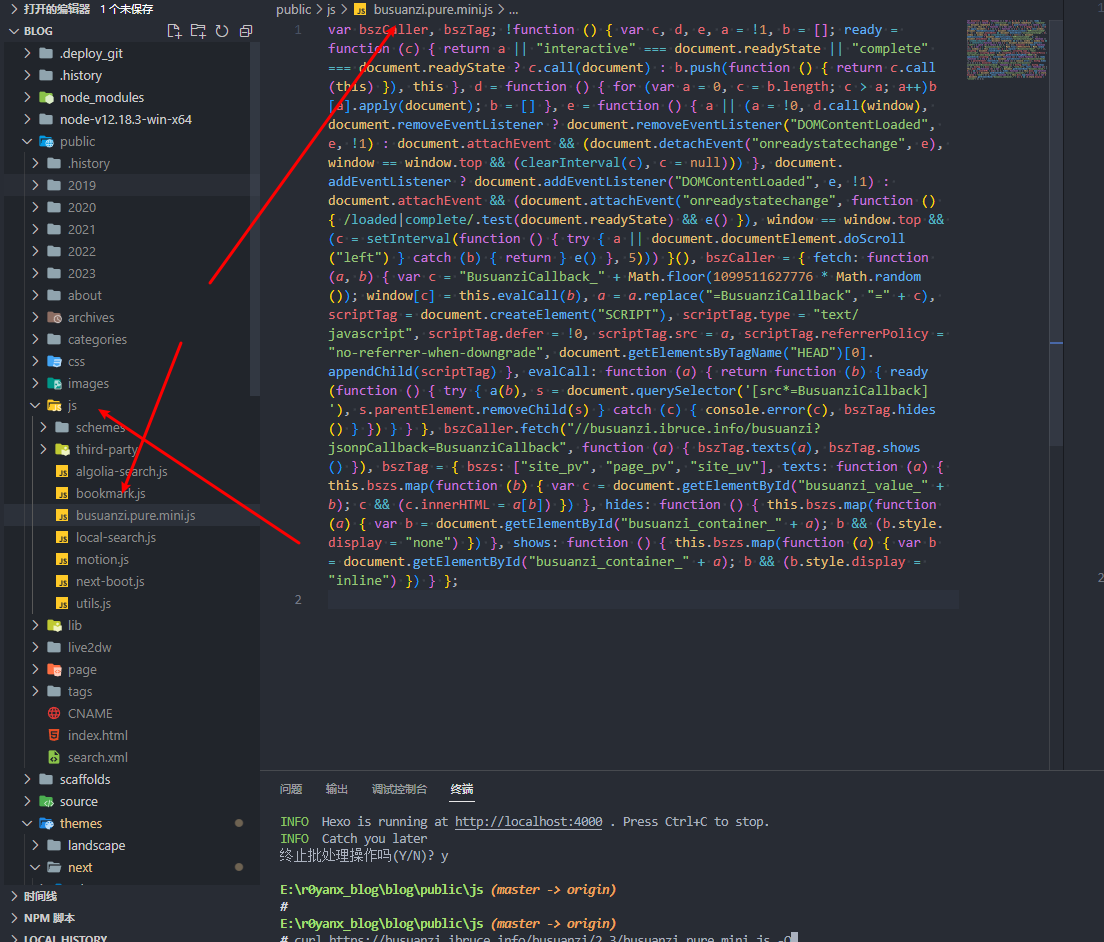 打开的编辑器 1 个未保存
BLOG
.deploy_git
.history
node_modules
node-v12.18.3-win-x64
public
.history
2019
2020
2021
2022
2023
about
archives
categories
css
images
js
schemes
third-party
algolia-search.js
bookmark.js
busuanzi.pure.mini.js
local-search.js
motion.js
next-boot.js
utils.js
lib
live2dw
page
tags
CNAME
index.html
search.xml
scaffolds
source
themes
landscape
next
时间线
NPM 脚本
LOCAL HISTORY
public > js > JS busuanzi.pure.mini.js > ...
1 var bszCaller, bszTag; !function () { var c, d, e, a = !1, b = []; ready =
function (c) { return a || "interactive" === document.readyState || "complete"
=== document.readyState ? c.call(document) : b.push(function () { return c.call
(this) }), this }, d = function () { for (var a = 0, c = b.length; c > a; a++)b
[a].apply(document); b = [] }, e = function () { a || (a = !0, d.call(window),
document.removeEventListener ? document.removeEventListener("DOMContentLoaded",
e, !1) : document.attachEvent && (document.detachEvent("onreadystatechange", e),
window == window.top && (clearInterval(c), c = null))) }, document.
addEventListener ? document.addEventListener("DOMContentLoaded", e, !1) :
document.attachEvent && (document.attachEvent("onreadystatechange", function ()
{ /loaded|complete/.test(document.readyState) && e() }), window == window.top &&
(c = setInterval(function () { try { a || document.documentElement.doScroll
("left") } catch (b) { return } e() }, 5))) }(), bszCaller = { fetch: function
(a, b) { var c = "BusuanziCallback_" + Math.floor(1099511627776 * Math.random
()); window[c] = this.evalCall(b), a = a.replace("=BusuanziCallback", "=" + c),
scriptTag = document.createElement("SCRIPT"), scriptTag.type = "text/
javascript", scriptTag.defer = !0, scriptTag.src = a, scriptTag.referrerPolicy =
"no-referrer-when-downgrade", document.getElementsByTagName("HEAD")[0].
appendChild(scriptTag) }, evalCall: function (a) { return function (b) { ready
(function () { try { a(b), s = document.querySelector('[src*=BusuanziCallback]
'), s.parentElement.removeChild(s) } catch (c) { console.error(c), bszTag.hides
() } }) } } }, bszCaller.fetch("//busuanzi.ibruce.info/busuanzi?
jsonpCallback=BusuanziCallback", function (a) { bszTag.texts(a), bszTag.shows
() }), bszTag = { bszs: ["site_pv", "page_pv", "site_uv"], texts: function (a) {
this.bszs.map(function (b) { var c = document.getElementById("busuanzi_value_" +
b); c && (c.innerHTML = a[b]) }) }, hides: function () { this.bszs.map(function
(a) { var b = document.getElementById("busuanzi_container_" + a); b && (b.style.
display = "none") }) }, shows: function () { this.bszs.map(function (a) { var b
= document.getElementById("busuanzi_container_" + a); b && (b.style.display =
"inline") }) } };
2
问题 输出 调试控制台 终端
INFO Hexo is running at http://localhost:4000 . Press Ctrl+C to stop.
INFO Catch you later
终止批处理操作吗(Y/N)? y
E:\r0yanx_blog\blog\public\js (master -> origin)
#
E:\r0yanx_blog\blog\public\js (master -> origin)
# curl https://busuanzi.ibruce.info/busuanzi/2.3/busuanzi.pure.mini.js -O